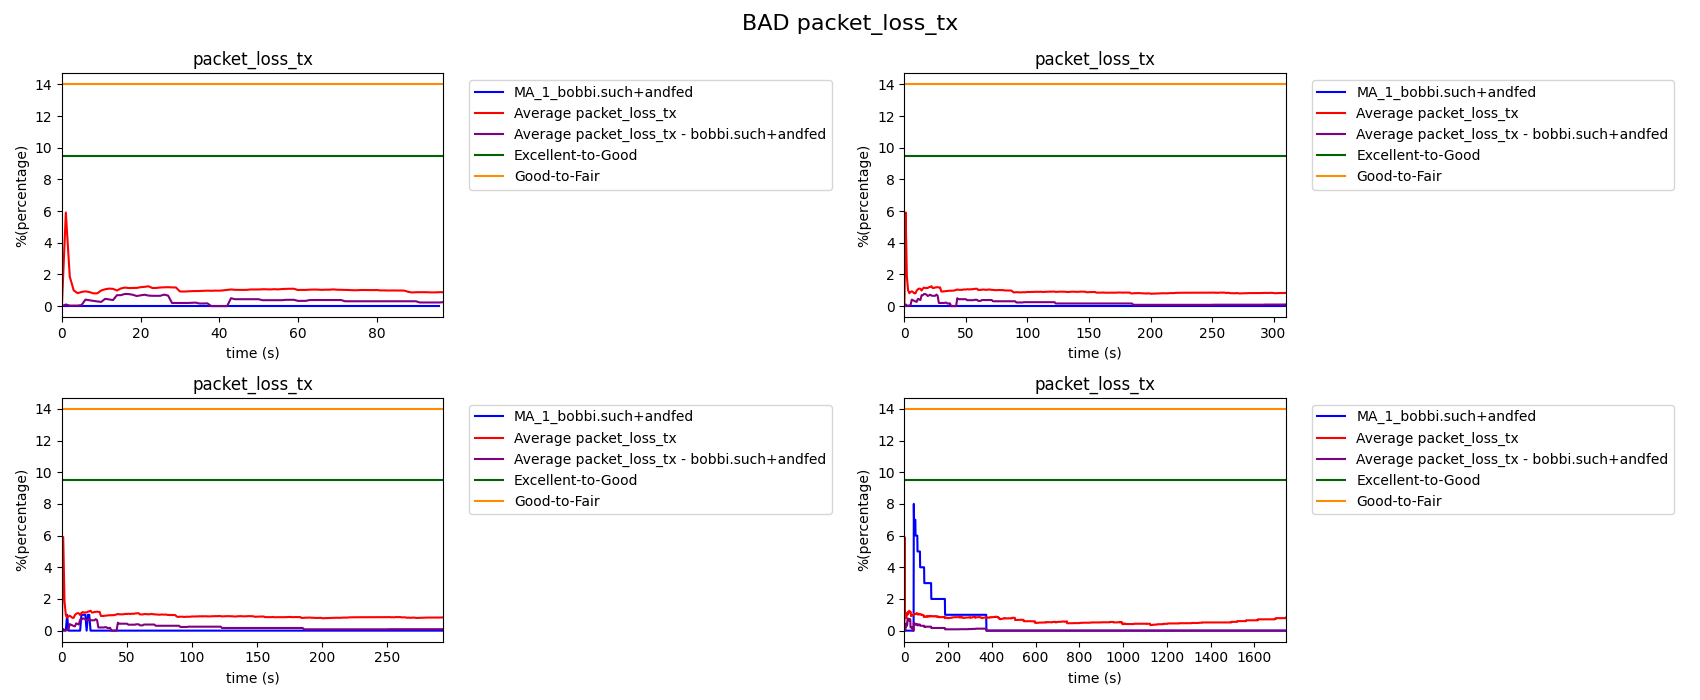 BAD packet_loss_tx
packet_loss_tx
14
12
10
8
6
4
2
0
%(percentage)
0 20 40 60 80
time (s)
MA_1_bobbi.such+andfed
Average packet_loss_tx
Average packet_loss_tx - bobbi.such+andfed
Excellent-to-Good
Good-to-Fair
packet_loss_tx
14
12
10
8
6
4
2
0
%(percentage)
0 50 100 150 200 250 300
time (s)
MA_1_bobbi.such+andfed
Average packet_loss_tx
Average packet_loss_tx - bobbi.such+andfed
Excellent-to-Good
Good-to-Fair
packet_loss_tx
14
12
10
8
6
4
2
0
%(percentage)
0 50 100 150 200 250
time (s)
MA_1_bobbi.such+andfed
Average packet_loss_tx
Average packet_loss_tx - bobbi.such+andfed
Excellent-to-Good
Good-to-Fair
packet_loss_tx
14
12
10
8
6
4
2
0
%(percentage)
0 200 400 600 800 1000 1200 1400 1600
time (s)
MA_1_bobbi.such+andfed
Average packet_loss_tx
Average packet_loss_tx - bobbi.such+andfed
Excellent-to-Good
Good-to-Fair